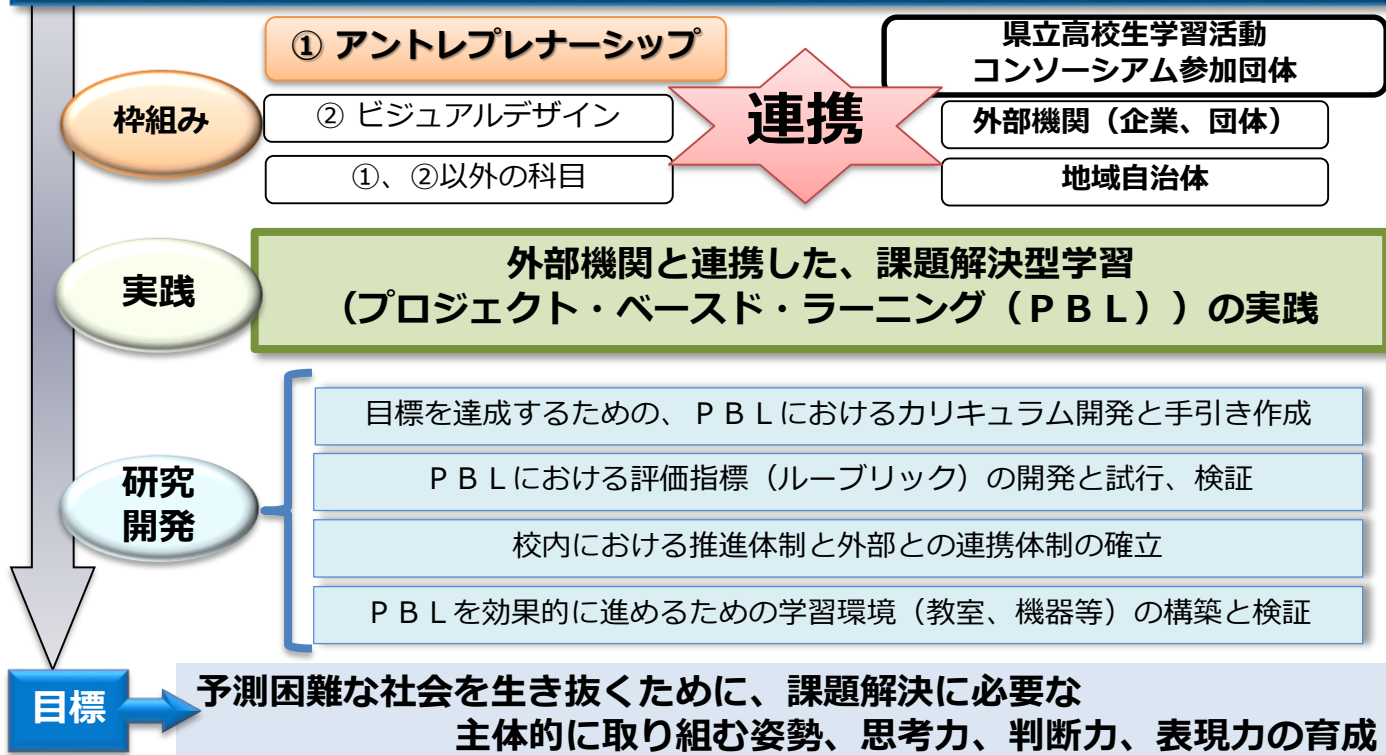 ① アントレプレナーシップ
県立高校生学習活動
コンソーシアム参加団体
枠組み
② ビジュアルデザイン
連携
外部機関（企業、団体）
①、②以外の科目
地域自治体
実践
外部機関と連携した、課題解決型学習
（プロジェクト・ベースド・ラーニング（ＰＢＬ））の実践
研究
開発
目標を達成するための、ＰＢＬにおけるカリキュラム開発と手引き作成
ＰＢＬにおける評価指標（ルーブリック）の開発と試行、検証
校内における推進体制と外部との連携体制の確立
ＰＢＬを効果的に進めるための学習環境（教室、機器等）の構築と検証
目標
予測困難な社会を生き抜くために、課題解決に必要な
主体的に取り組む姿勢、思考力、判断力、表現力の育成